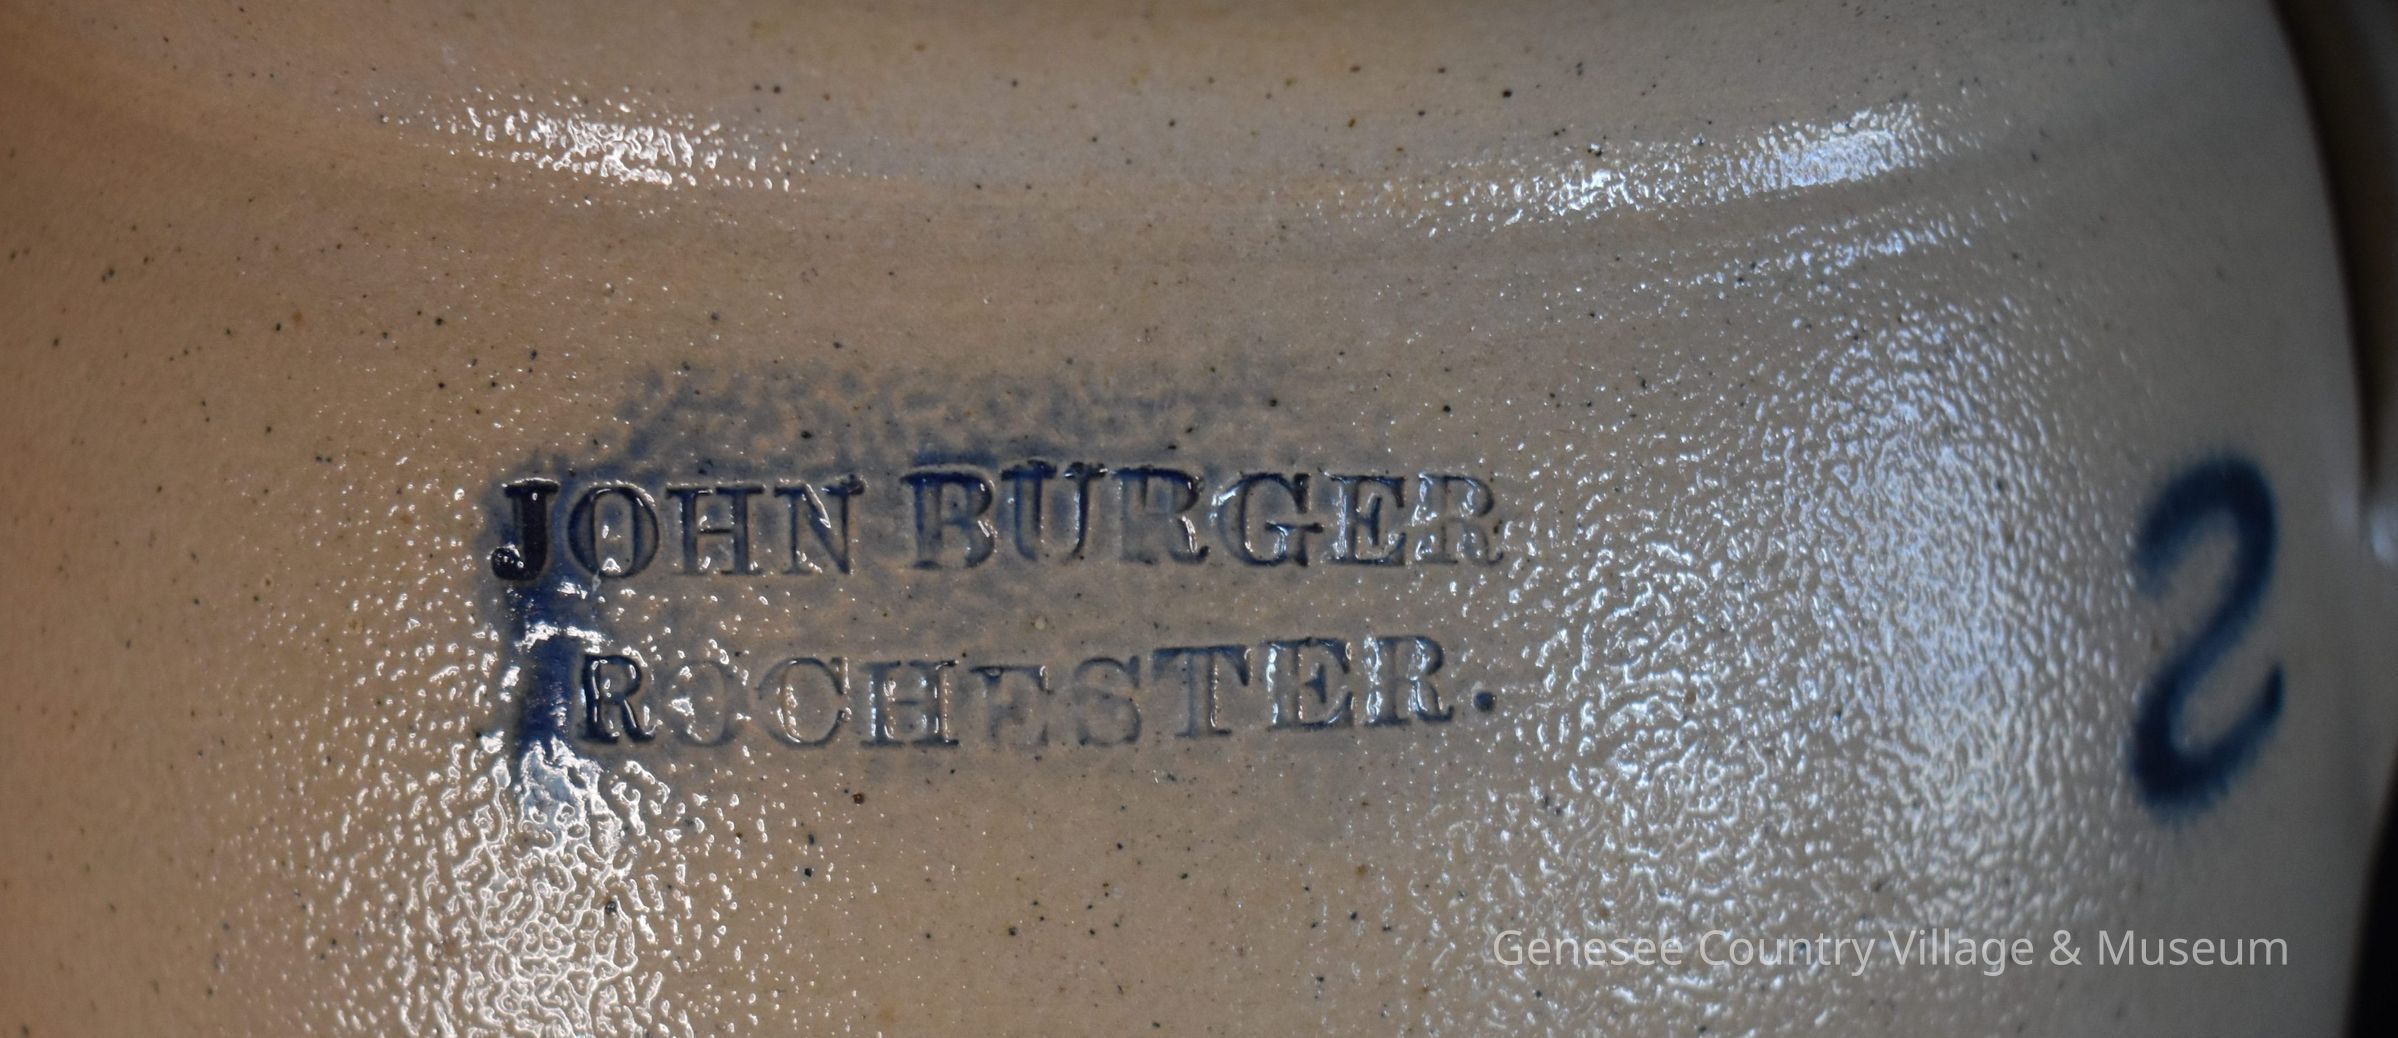 JOHN BURGER
ROCHESTER.
2
Genesee Country Village & Museum